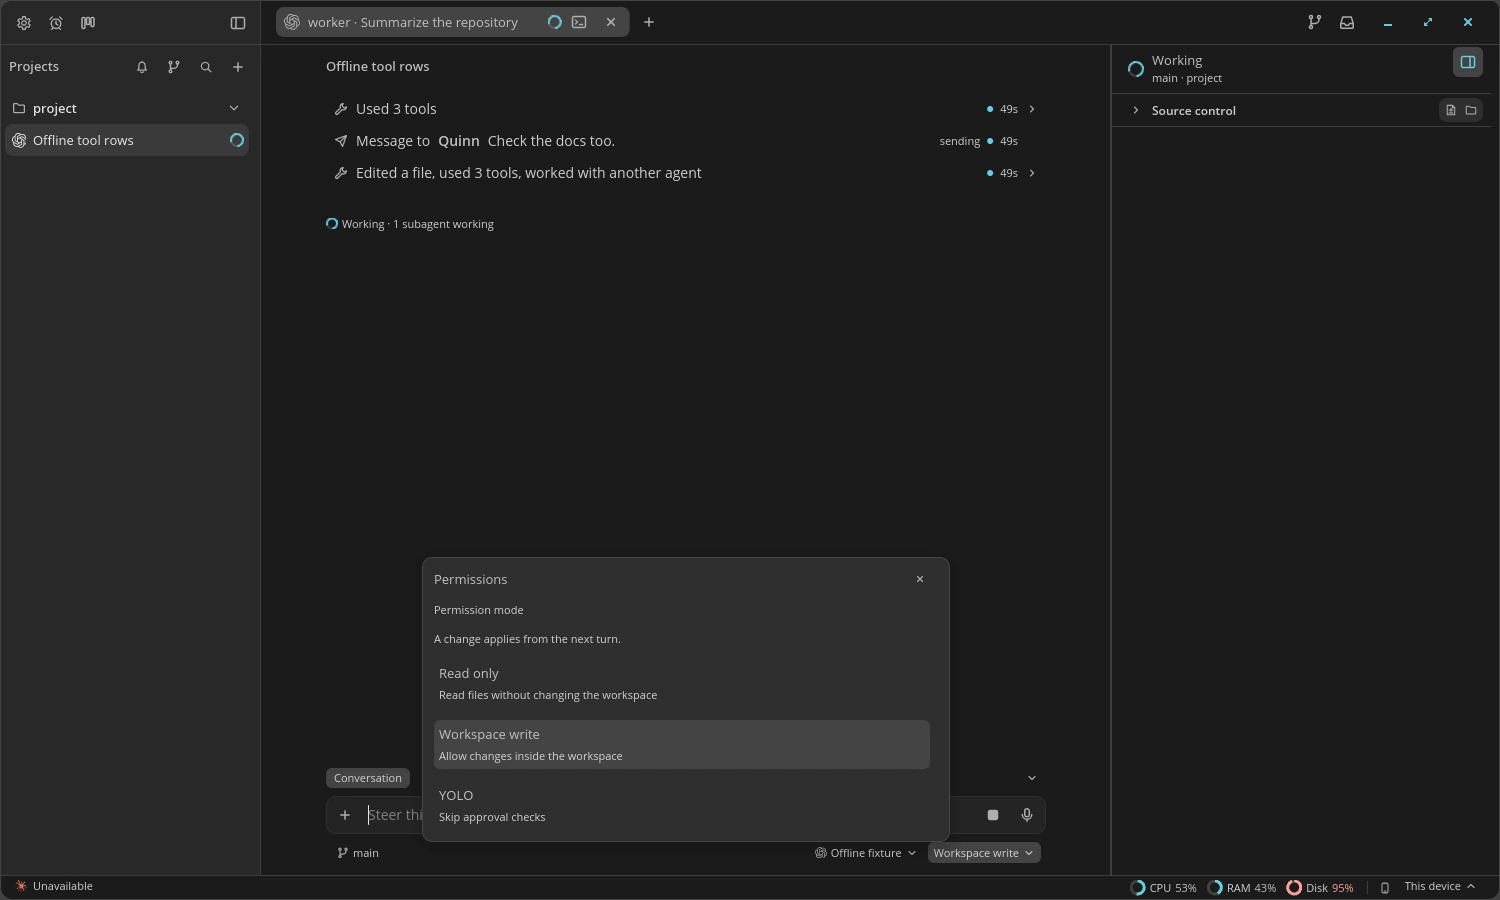 worker · Summarize the repository
Projects
project
Offline tool rows
Offline tool rows
Used 3 tools 49s
Message to Quinn Check the docs too. sending 49s
Edited a file, used 3 tools, worked with another agent 49s
Working · 1 subagent working
Working
main · project
Source control
Permissions
Permission mode
A change applies from the next turn.
Read only
Read files without changing the workspace
Workspace write
Allow changes inside the workspace
YOLO
Skip approval checks
Conversation
Steer thi
main Offline fixture Workspace write
Unavailable CPU 53% RAM 43% Disk 95% This device